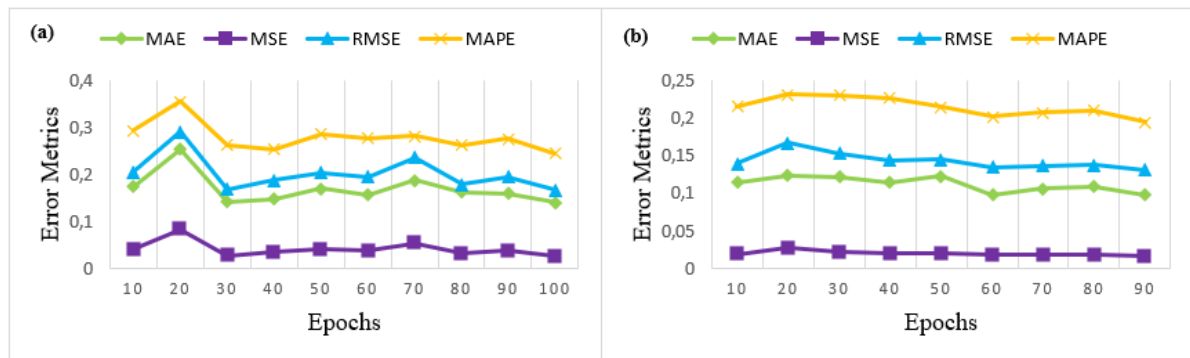 (a)
MAE MSE RMSE MAPE
0,4
0,3
0,2
0,1
0
Error Metrics
10 20 30 40 50 60 70 80 90 100
Epochs
(b)
MAE MSE RMSE MAPE
0,25
0,2
0,15
0,1
0,05
0
Error Metrics
10 20 30 40 50 60 70 80 90
Epochs